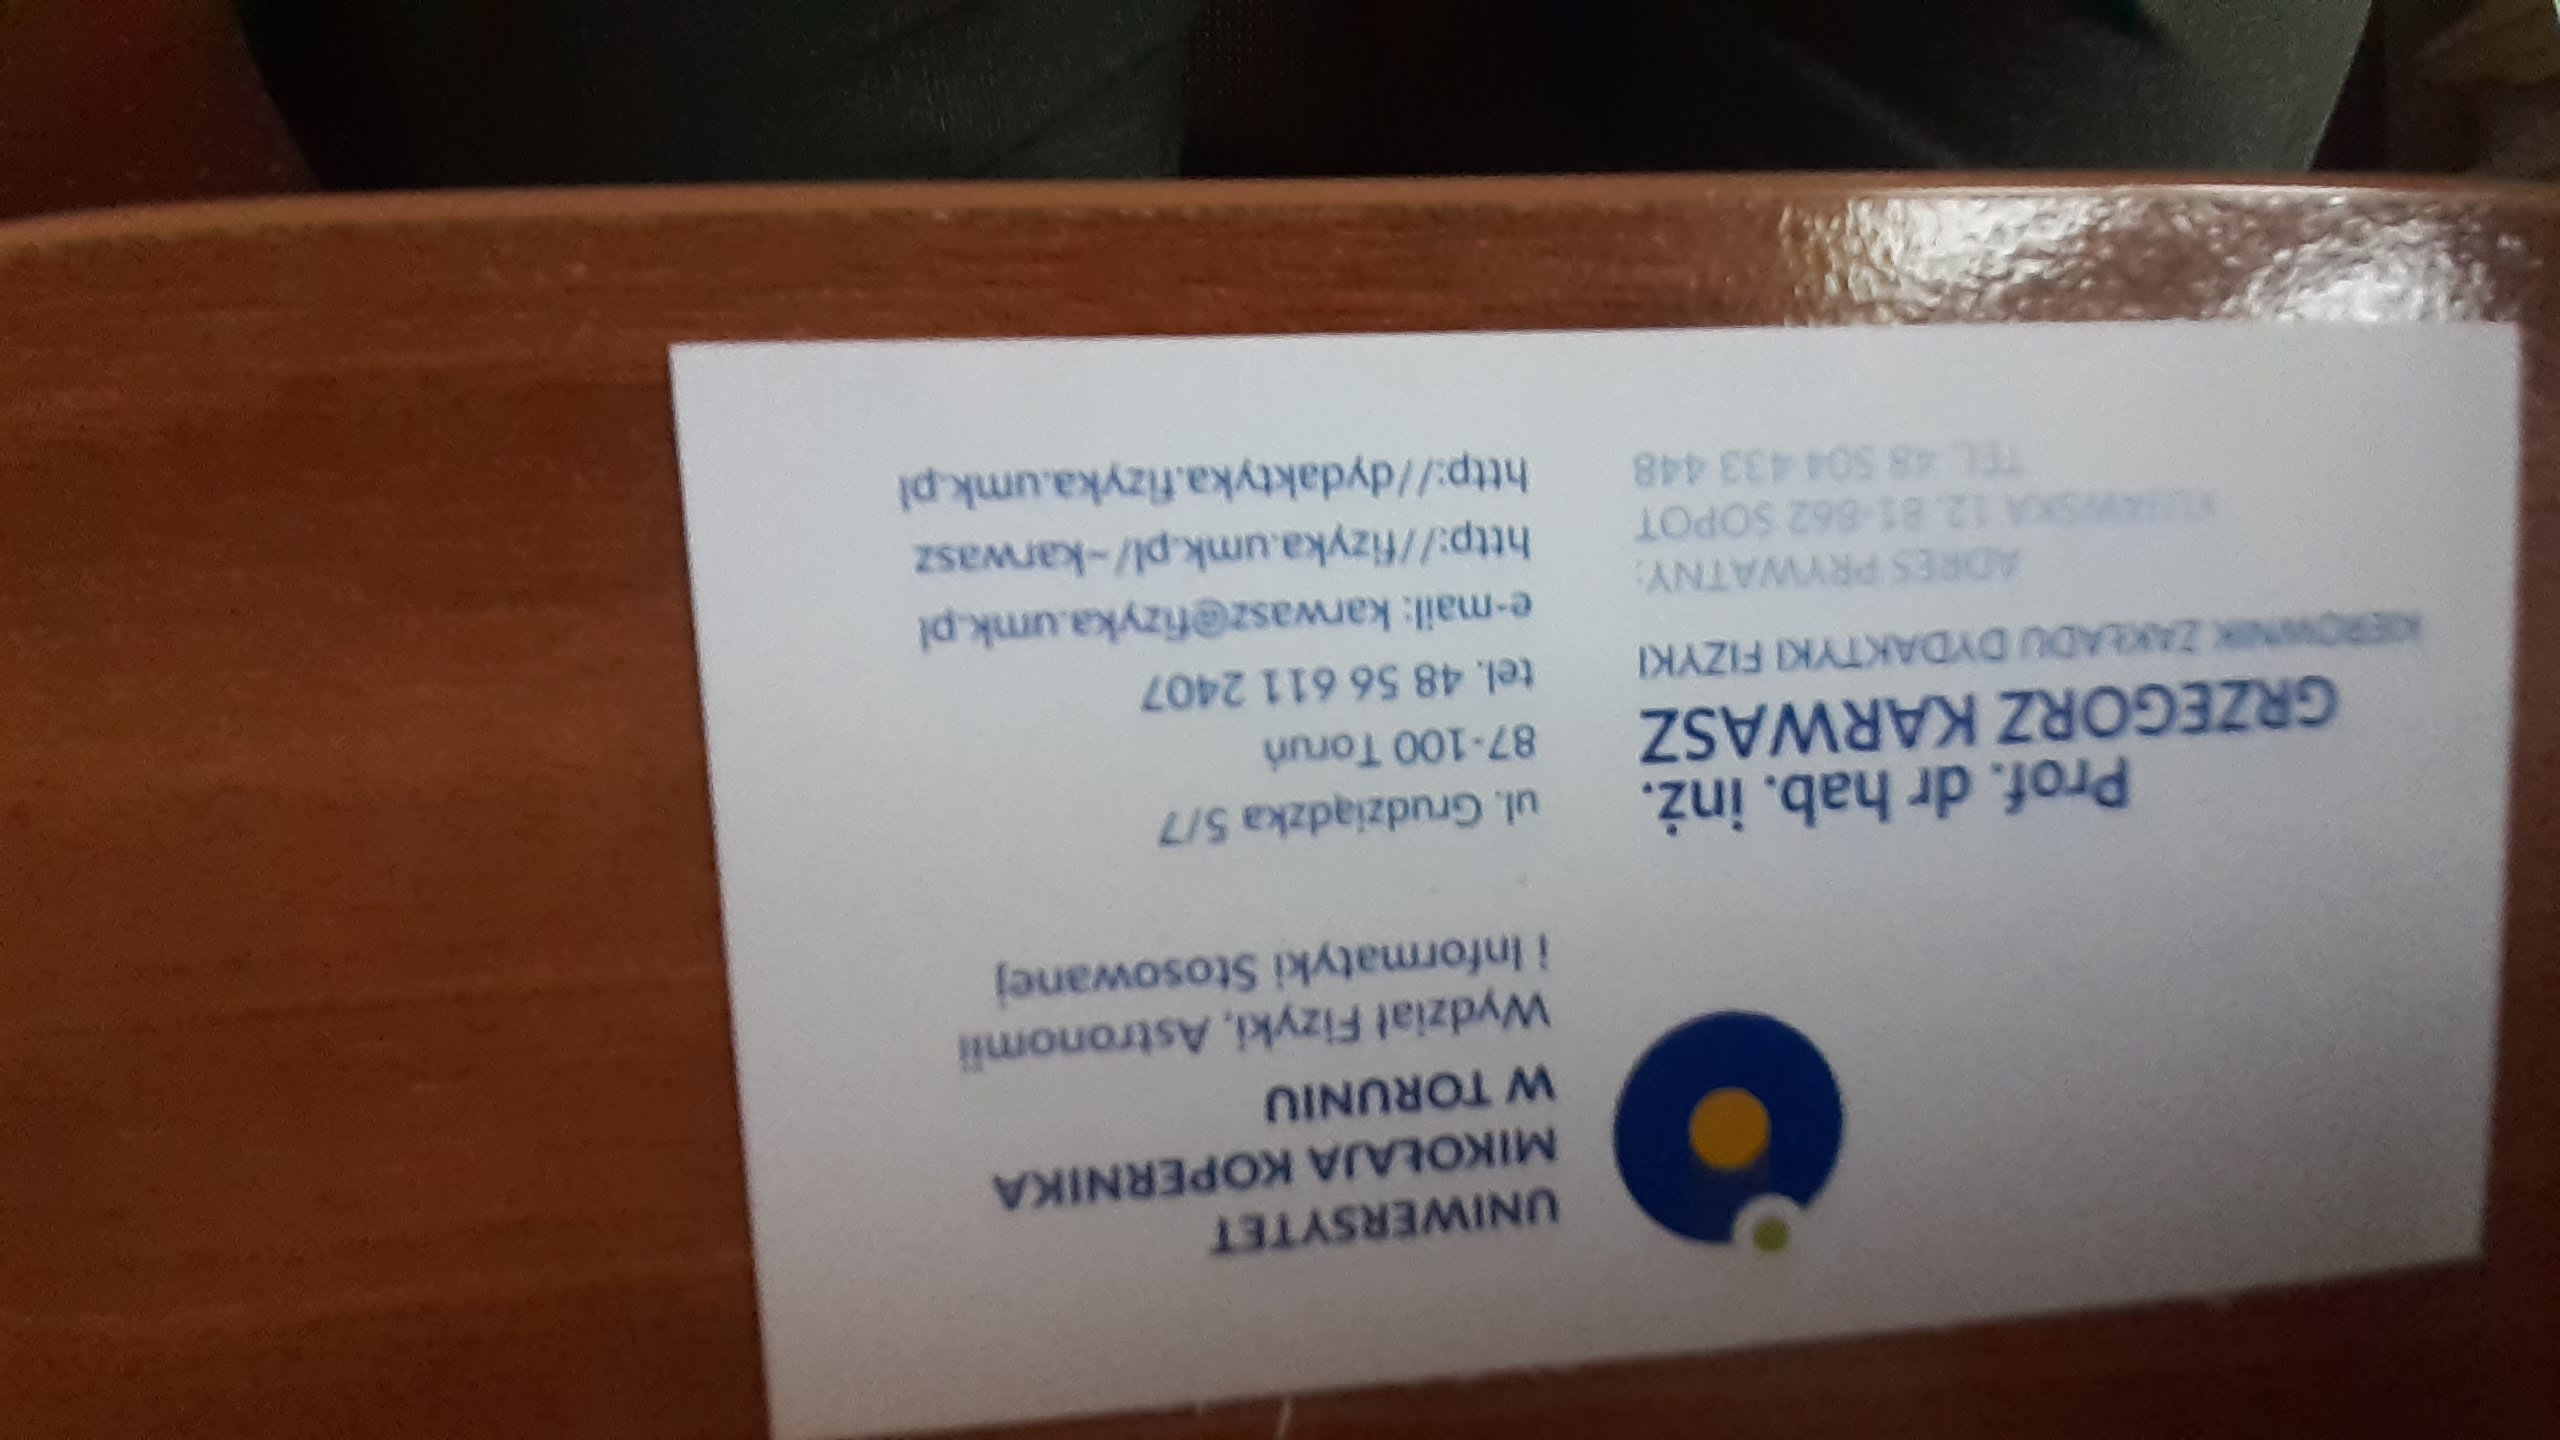 UNIWERSYTET
MIKOŁAJA KOPERNIKA
W TORUNIU
Wydział Fizyki, Astronomii
i Informatyki Stosowanej
Prof. dr hab. inż.
GRZEGORZ KARWASZ
KIEROWNIK ZAKŁADU DYDAKTYKI FIZYKI
ADRES PRYWATNY:
12. 81-862 SOPOT
TEL 48 504 433 448
ul. Grudziądzka 5/7
87-100 Toruń
tel. 48 56 611 2407
e-mail: karwasz@fizyka.umk.pl
http://fizyka.umk.pl/~karwasz
http://dydaktyka.fizyka.umk.pl